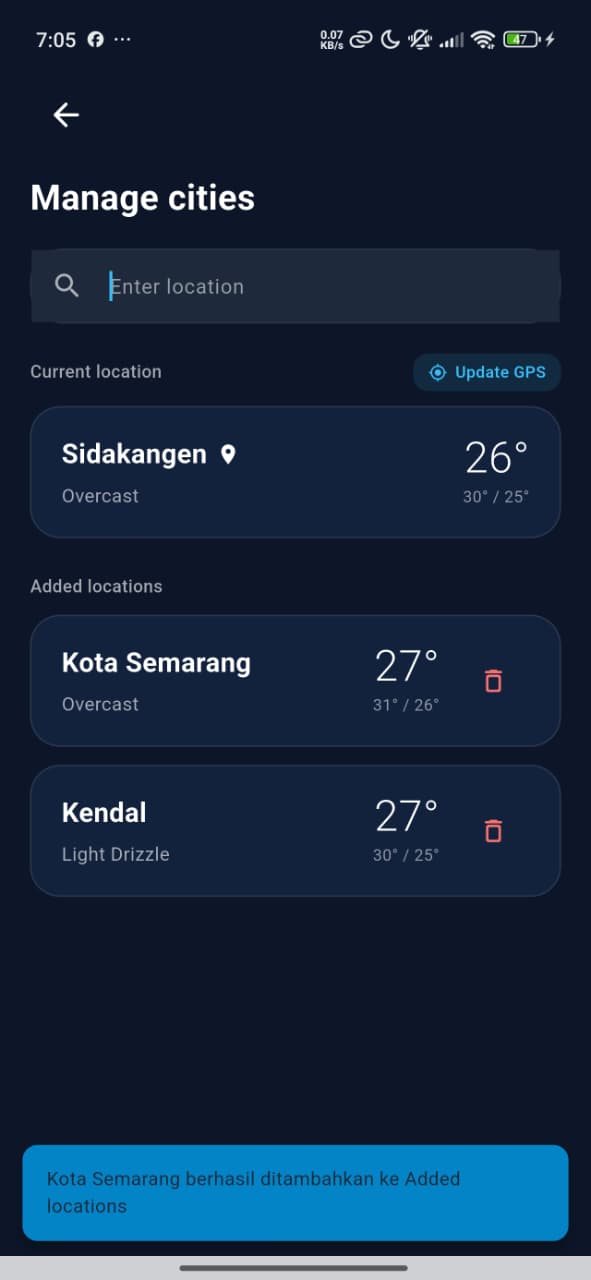 7:05
0.07
KB/s
47
Manage cities
Enter location
Current location
Update GPS
Sidakangen
26°
Overcast
30° / 25°
Added locations
Kota Semarang
27°
Overcast
31° / 26°
Kendal
27°
Light Drizzle
30° / 25°
Kota Semarang berhasil ditambahkan ke Added
locations